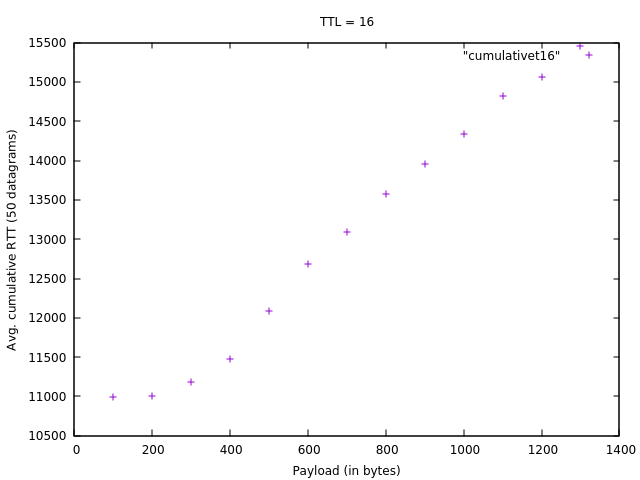 TTL = 16
15500
"cumulativet16"
15000
14500
14000
13500
13000
12500
12000
11500
11000
10500
Avg. cumulative RTT (50 datagrams)
0 200 400 600 800 1000 1200 1400
Payload (in bytes)